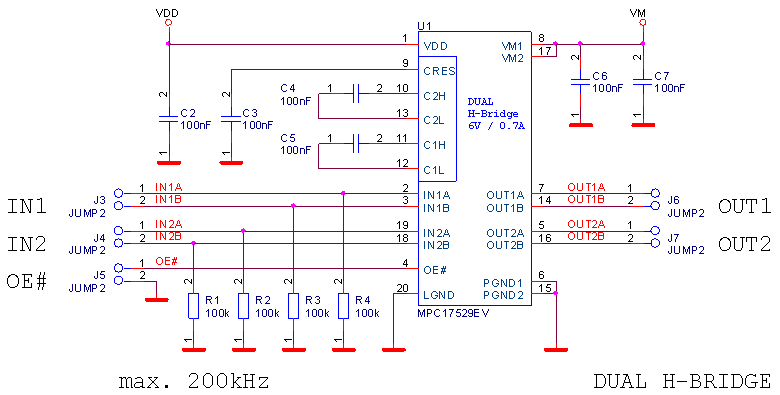 VDD U1 VM
1 VDD VM1 8
VM2 17
9 CRES
2 C4 1 2 10 C2H 2 C6 2 C7
100nF 100nF 100nF
C2 C3 13 C2L DUAL
100nF 100nF H-Bridge
6V / 0.7A
C5 1 2 11 C1H 1 1
100nF
1 1 12 C1L
IN1 J3 1 IN1A 2 IN1A OUT1A 7 OUT1A 1 J6 OUT1
JUMP2 2 IN1B 3 IN1B OUT1B 14 OUT1B 2 JUMP2
IN2 J4 1 IN2A 19 IN2A OUT2A 5 OUT2A 1 J7 OUT2
JUMP2 2 IN2B 18 IN2B OUT2B 16 OUT2B 2 JUMP2
OE# J5 1 OE# 4 OE#
JUMP2 2 2 2 2 2 PGND1 6
20 LGND PGND2 15
R1 R2 R3 R4
100k 100k 100k 100k MPC17529EV
1 1 1 1
max. 200kHz DUAL H-BRIDGE